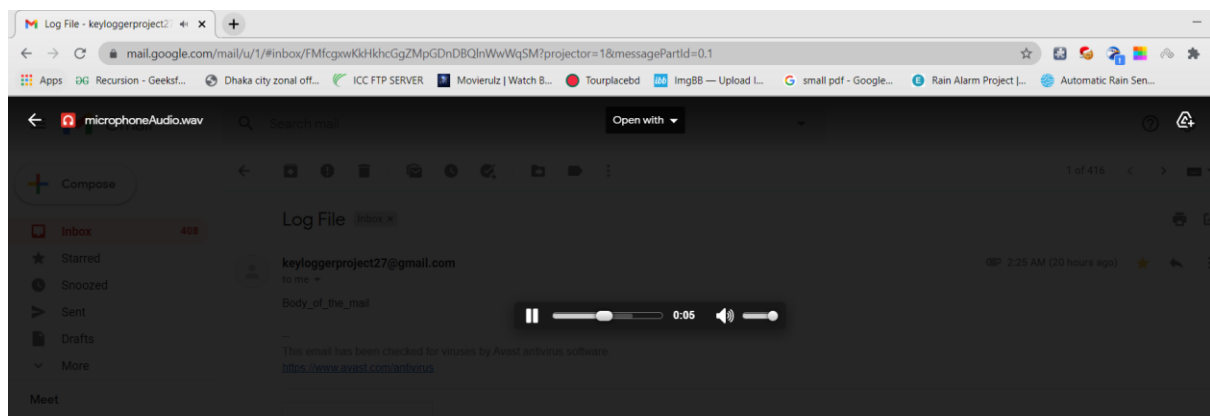 Log File - keyloggerproject2
mail.google.com/mail/u/1/#inbox/FMfcgxwKkHkhcGgZMpGDnDBQlnWwWqSM?projector=1&messagePartId=0.1
Apps GG Recursion - Geeksf... Dhaka city zonal off... ICC FTP SERVER Movierulz | Watch B... Tourplacebd ibb ImgBB — Upload I... small pdf - Google... Rain Alarm Project |... Automatic Rain Sen...
microphoneAudio.wav Search mail Open with
Compose 1 of 416
Log File Inbox x
Inbox 408
Starred keyloggerproject27@gmail.com 2:25 AM (20 hours ago)
to me
Snoozed
Sent Body_of_the_mail 0:05
Drafts --
This email has been checked for viruses by Avast antivirus software
More https://www.avast.com/antivirus
Meet